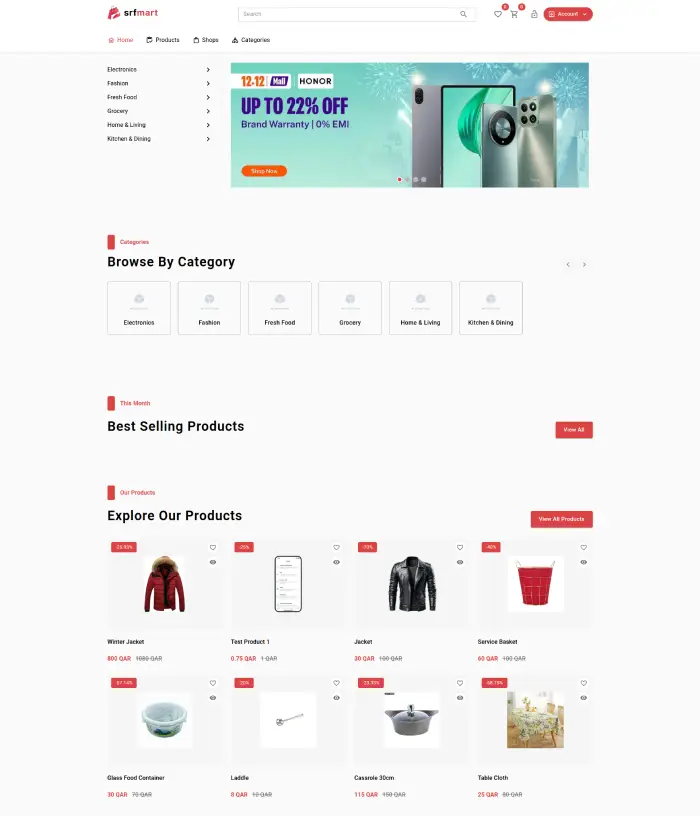 srfmart
Search
0
0
Account
Home
Products
Shops
Categories
Electronics
Fashion
Fresh Food
Grocery
Home & Living
Kitchen & Dining
12.12 Mall HONOR
UP TO 22% OFF
Brand Warranty | 0% EMI
Shop Now
Categories
Browse By Category
Electronics
Fashion
Fresh Food
Grocery
Home & Living
Kitchen & Dining
This Month
Best Selling Products
View All
Our Products
Explore Our Products
View All Products
-25%
-70%
-40%
Winter Jacket
Test Product 1
Jacket
Service Basket
800 QAR 1080 QAR
0.75 QAR 1 QAR
30 QAR 100 QAR
60 QAR 100 QAR
-57.14%
-20%
-68.75%
Glass Food Container
Laddle
Cassrole 30cm
Table Cloth
30 QAR 70 QAR
8 QAR 10 QAR
115 QAR 150 QAR
25 QAR 80 QAR